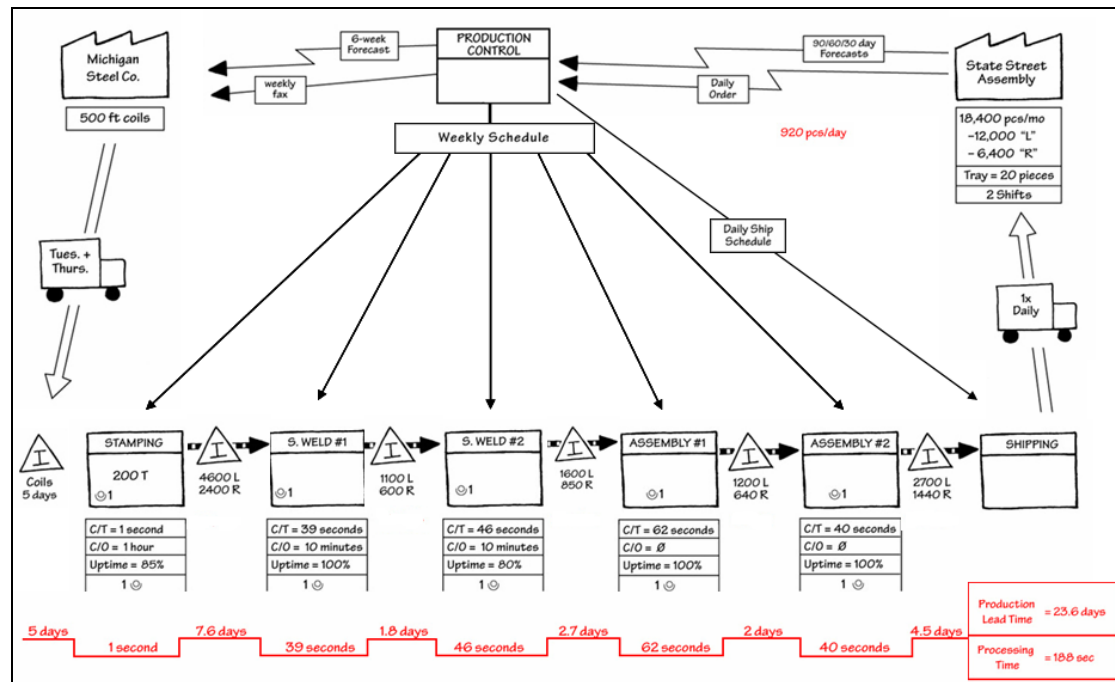 Michigan
Steel Co.
500 ft coils
6-week
Forecast
weekly
fax
PRODUCTION
CONTROL
90/60/30 day
Forecasts
Daily
Order
State Street
Assembly
18,400 pcs/mo
-12,000 "L"
- 6,400 "R"
Tray = 20 pieces
2 Shifts
920 pcs/day
Weekly Schedule
Tues. +
Thurs.
Daily Ship
Schedule
1x
Daily
I
Coils
5 days
STAMPING
200 T
1
I
4600 L
2400 R
S. WELD #1
1
I
1100 L
600 R
S. WELD #2
1
I
1600 L
850 R
ASSEMBLY #1
1
I
1200 L
640 R
ASSEMBLY #2
1
I
2700 L
1440 R
SHIPPING
C/T = 1 second
C/O = 1 hour
Uptime = 85%
1
C/T = 39 seconds
C/O = 10 minutes
Uptime = 100%
1
C/T = 46 seconds
C/O = 10 minutes
Uptime = 80%
1
C/T = 62 seconds
C/O = Ø
Uptime = 100%
1
C/T = 40 seconds
C/O = Ø
Uptime = 100%
1
5 days
1 second
7.6 days
39 seconds
1.8 days
46 seconds
2.7 days
62 seconds
2 days
40 seconds
4.5 days
Production
Lead Time = 23.6 days
Processing
Time = 188 sec